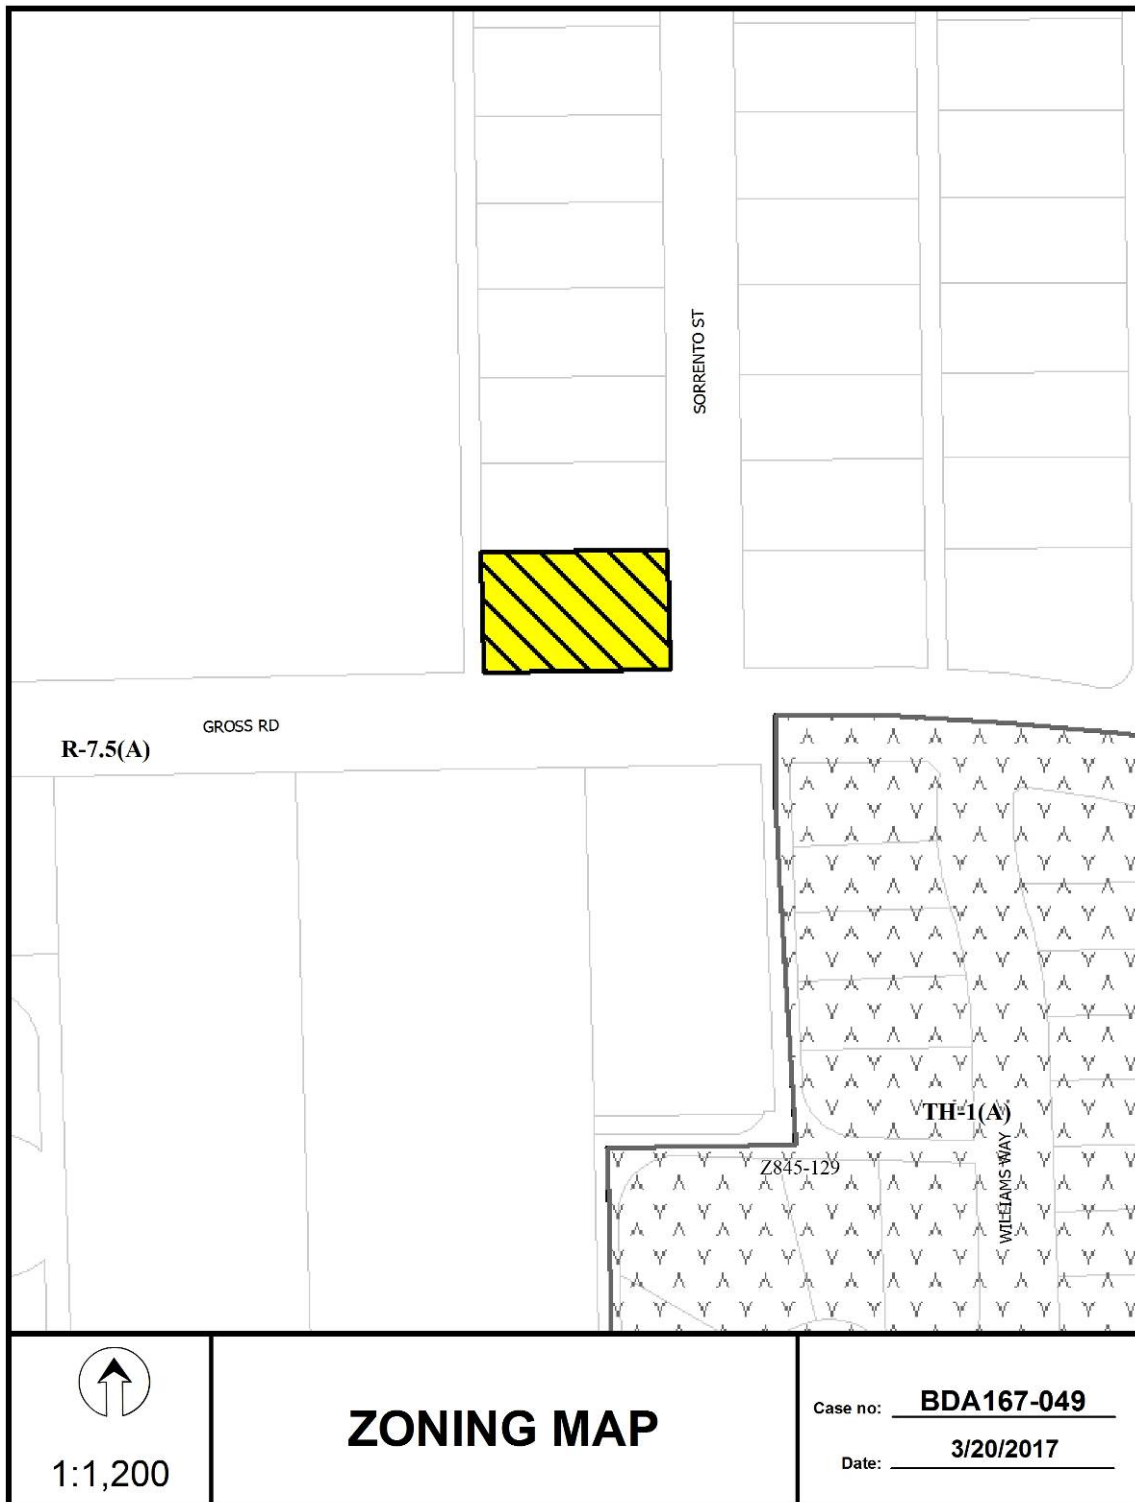 SORRENTO ST
GROSS RD
R-7.5(A)
TH-1(A)
Z845-129
WILLIAMS WAY
1:1,200
ZONING MAP
Case no: BDA167-049
Date: 3/20/2017